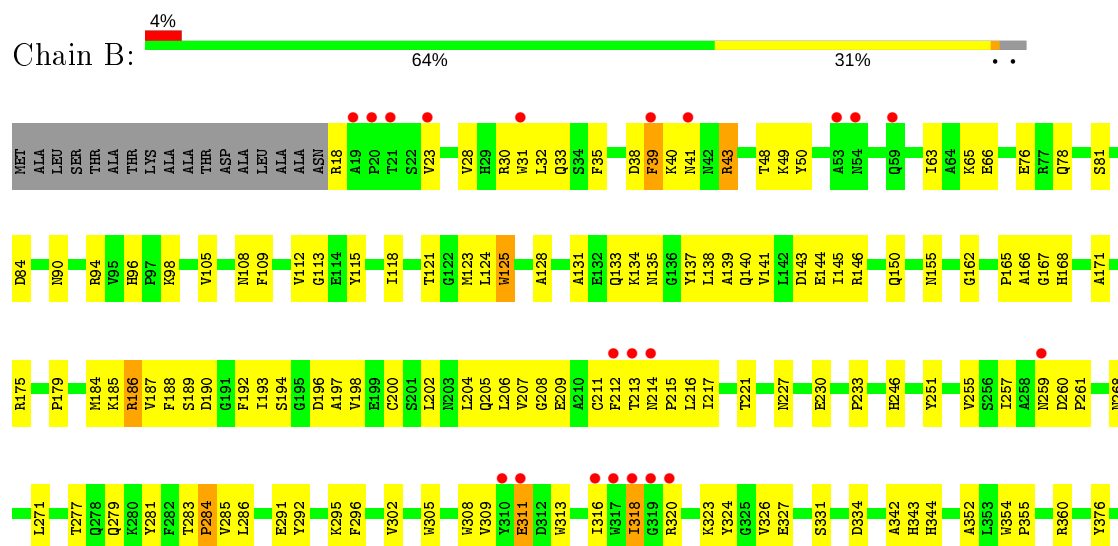 4%
Chain B:
64% 31% • •
MET ALA LEU SER THR ALA THR LYS ALA ALA THR ASP ALA LEU ALA ALA ASN R18 A19 P20 T21 S22 V23 V28 H29 R30 W31 L32 Q33 S34 F35 D38 F39 K40 N41 N42 R43 T48 K49 Y50 A53 N54 Q59 I63 A64 K65 E66 E76 R77 Q78 S81
D84 N90 R94 V95 H96 P97 K98 V105 N108 F109 V112 G113 E114 Y115 I118 T121 G122 M123 L124 W125 A128 A131 E132 Q133 K134 N135 G136 Y137 L138 A139 Q140 V141 L142 D143 E144 I145 R146 Q150 N155 G162 P165 A166 G167 H168 A171
R175 P179 M184 K185 R186 V187 F188 S189 D190 G191 F192 I193 S194 G195 D196 A197 V198 E199 C200 S201 L202 N203 L204 Q205 L206 V207 G208 E209 A210 C211 F212 T213 N214 P215 L216 I217 T221 N227 E230 P233 H246 Y251 V255 S256 I257 A258 N259 D260 P261 N268
L271 T277 Q278 Q279 K280 Y281 F282 T283 P284 V285 L286 E291 Y292 K295 F296 V302 W305 W308 V309 Y310 E311 D312 W313 I316 W317 I318 G319 R320 K323 Y324 G325 V326 E327 S331 D334 A342 H343 H344 A352 L353 W354 P355 R360 Y376